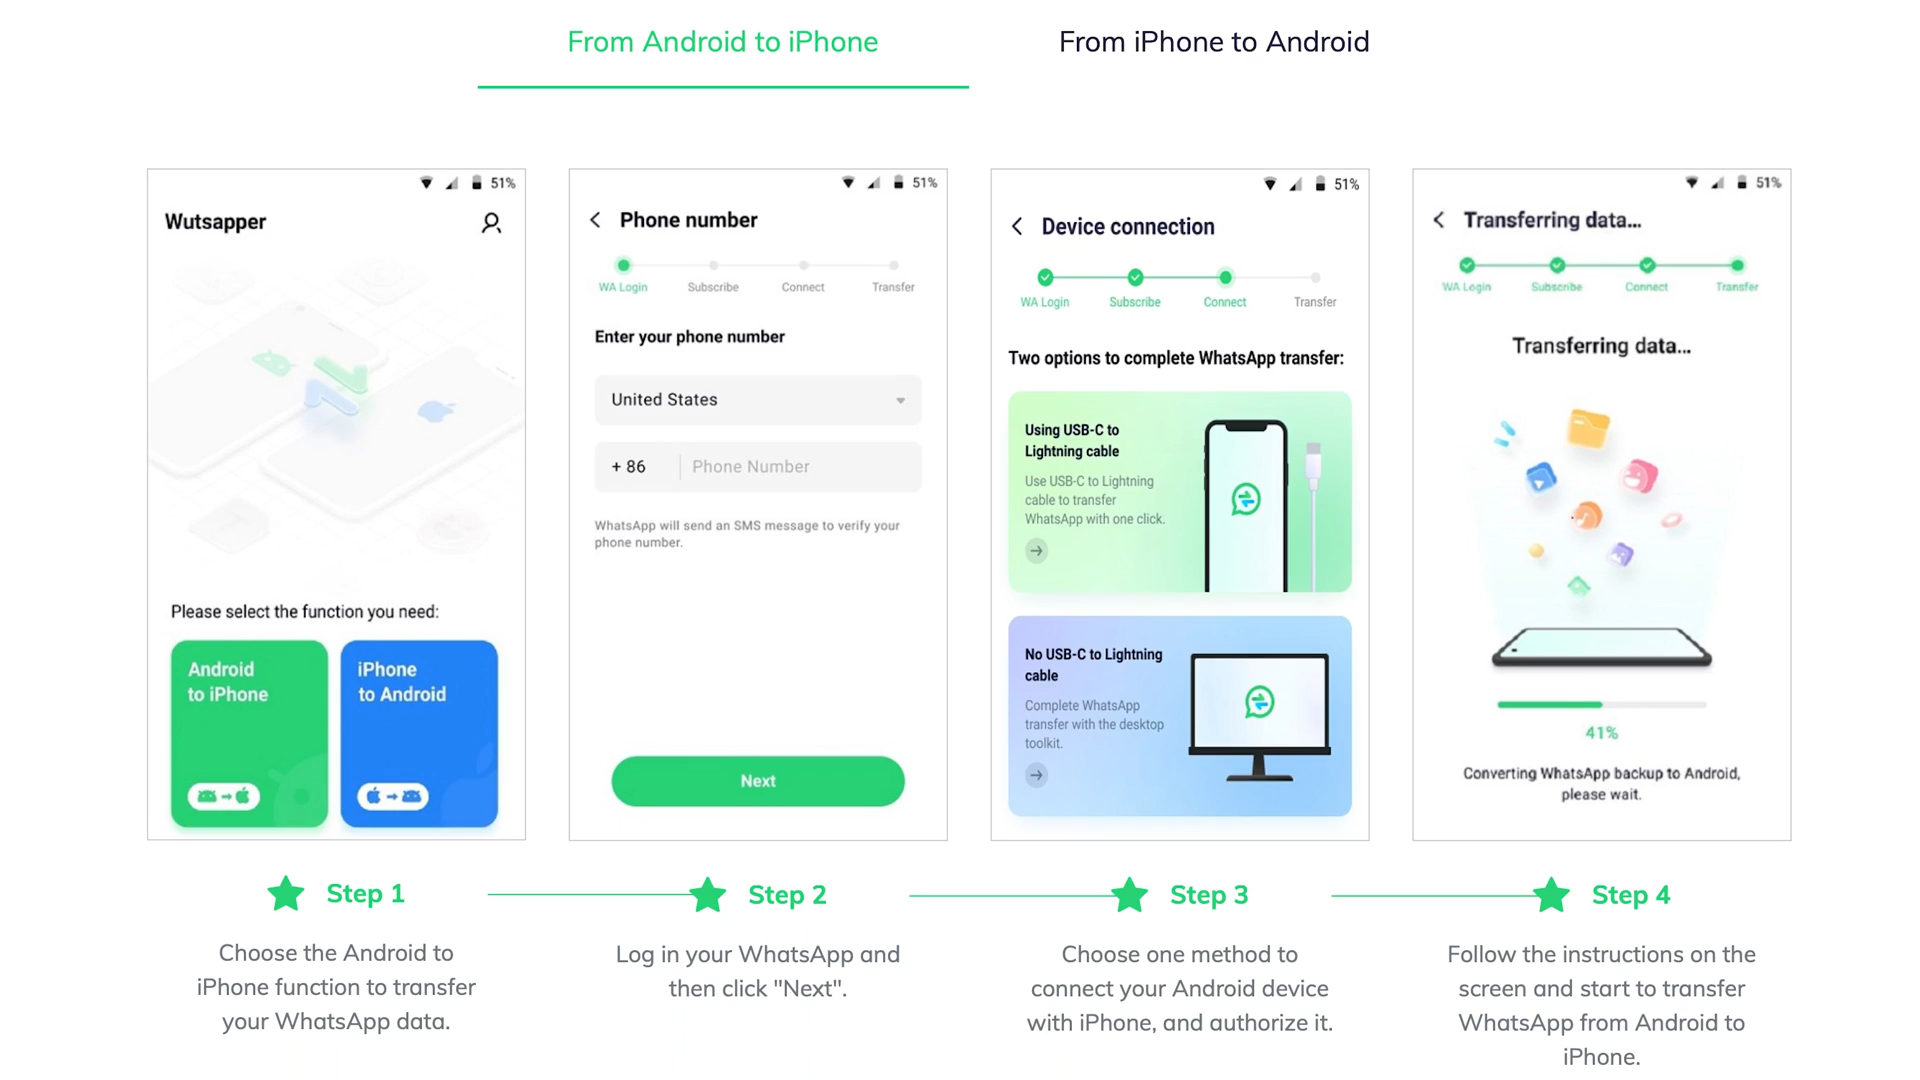 From Android to iPhone
From iPhone to Android
51%
Wutsapper
Please select the function you need:
Android
to iPhone
iPhone
to Android
51%
Phone number
WA Login
Subscribe
Connect
Transfer
Enter your phone number
United States
+ 86
Phone Number
WhatsApp will send an SMS message to verify your
phone number.
Next
51%
Device connection
WA Login
Subscribe
Connect
Transfer
Two options to complete WhatsApp transfer:
Using USB-C to
Lightning cable
Use USB-C to Lightning
cable to transfer
WhatsApp with one click.
No USB-C to Lightning
cable
Complete WhatsApp
transfer with the desktop
toolkit.
51%
Transferring data...
WA Login
Subscribe
Connect
Transfer
Transferring data...
41%
Converting WhatsApp backup to Android,
please wait.
Step 1
Choose the Android to
iPhone function to transfer
your WhatsApp data.
Step 2
Log in your WhatsApp and
then click "Next".
Step 3
Choose one method to
connect your Android device
with iPhone, and authorize it.
Step 4
Follow the instructions on the
screen and start to transfer
WhatsApp from Android to
iPhone.